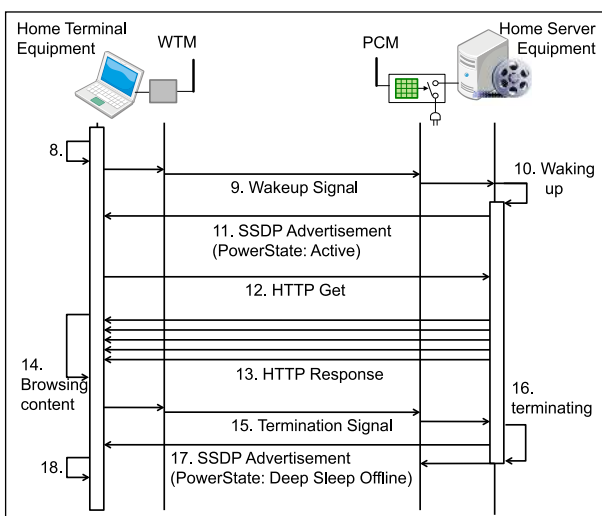 Home Terminal
Equipment
WTM
PCM
Home Server
Equipment
8.
9. Wakeup Signal
10. Waking
up
11. SSDP Advertisement
(PowerState: Active)
12. HTTP Get
13. HTTP Response
14.
Browsing
content
15. Termination Signal
16.
terminating
17. SSDP Advertisement
(PowerState: Deep Sleep Offline)
18.